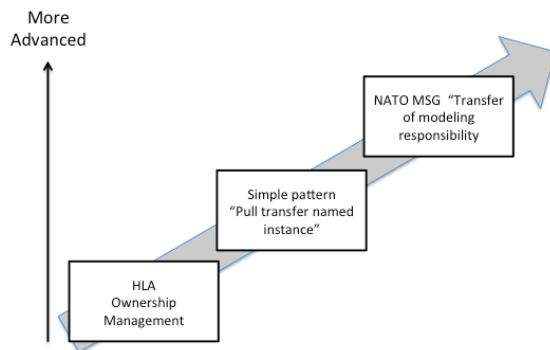 More
Advanced
NATO MSG “Transfer
of modeling
responsibility
Simple pattern
“Pull transfer named
instance”
HLA
Ownership
Management